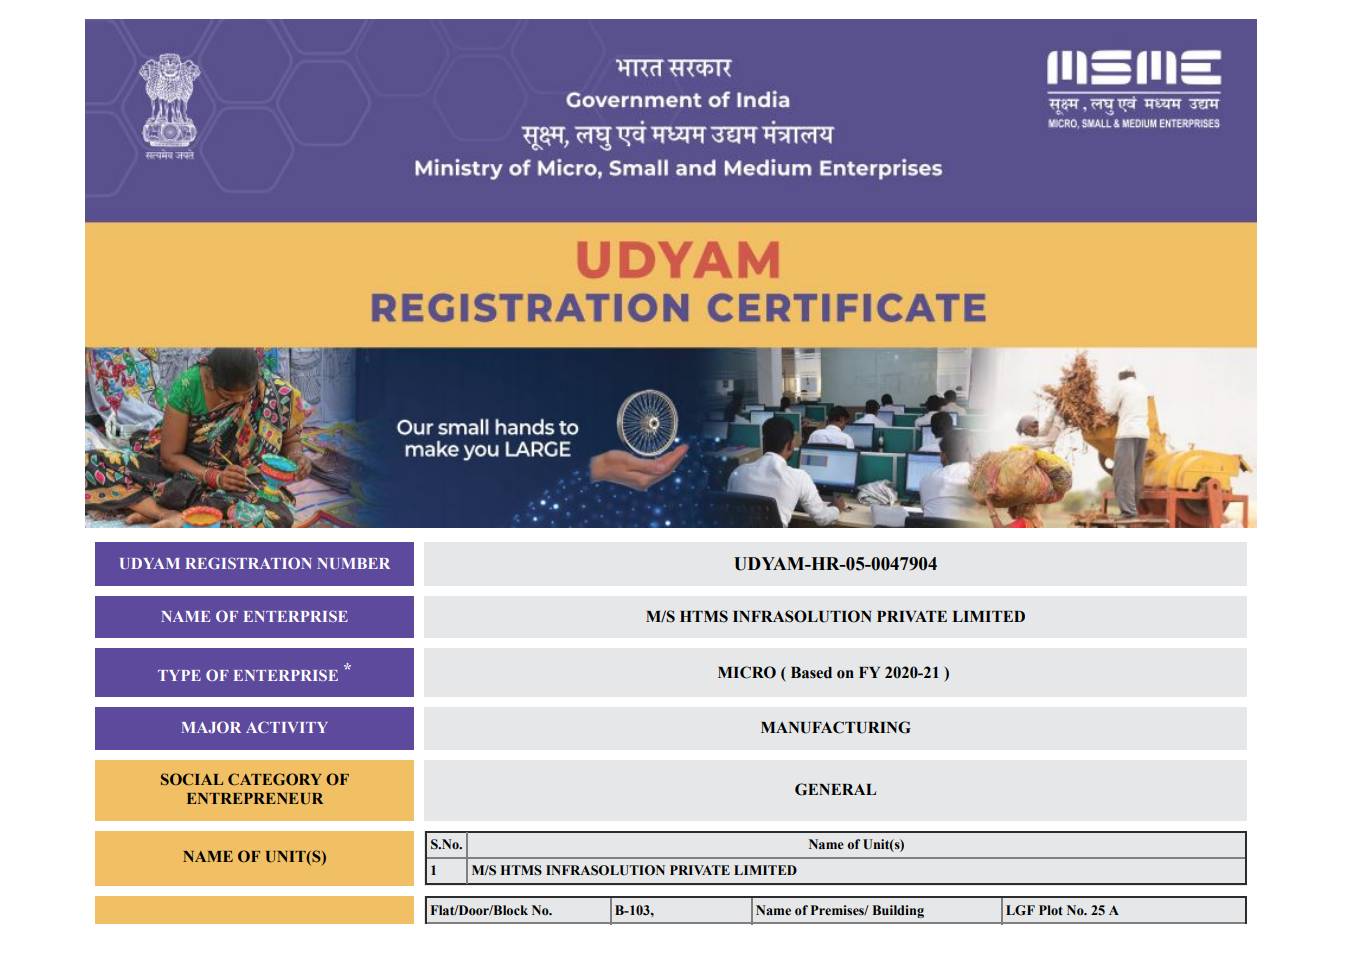 भारत सरकार
Government of India
सूक्ष्म, लघु एवं मध्यम उद्यम मंत्रालय
Ministry of Micro, Small and Medium Enterprises
सत्यमेव जयते
MSME
सूक्ष्म, लघु एवं मध्यम उद्यम
MICRO, SMALL & MEDIUM ENTERPRISES
UDYAM
REGISTRATION CERTIFICATE
Our small hands to
make you LARGE
UDYAM REGISTRATION NUMBER UDYAM-HR-05-0047904
NAME OF ENTERPRISE M/S HTMS INFRASOLUTION PRIVATE LIMITED
TYPE OF ENTERPRISE * MICRO ( Based on FY 2020-21 )
MAJOR ACTIVITY MANUFACTURING
SOCIAL CATEGORY OF
ENTREPRENEUR
GENERAL
NAME OF UNIT(S)
S.No. Name of Unit(s)
1 M/S HTMS INFRASOLUTION PRIVATE LIMITED
Flat/Door/Block No. B-103, Name of Premises/ Building LGF Plot No. 25 A